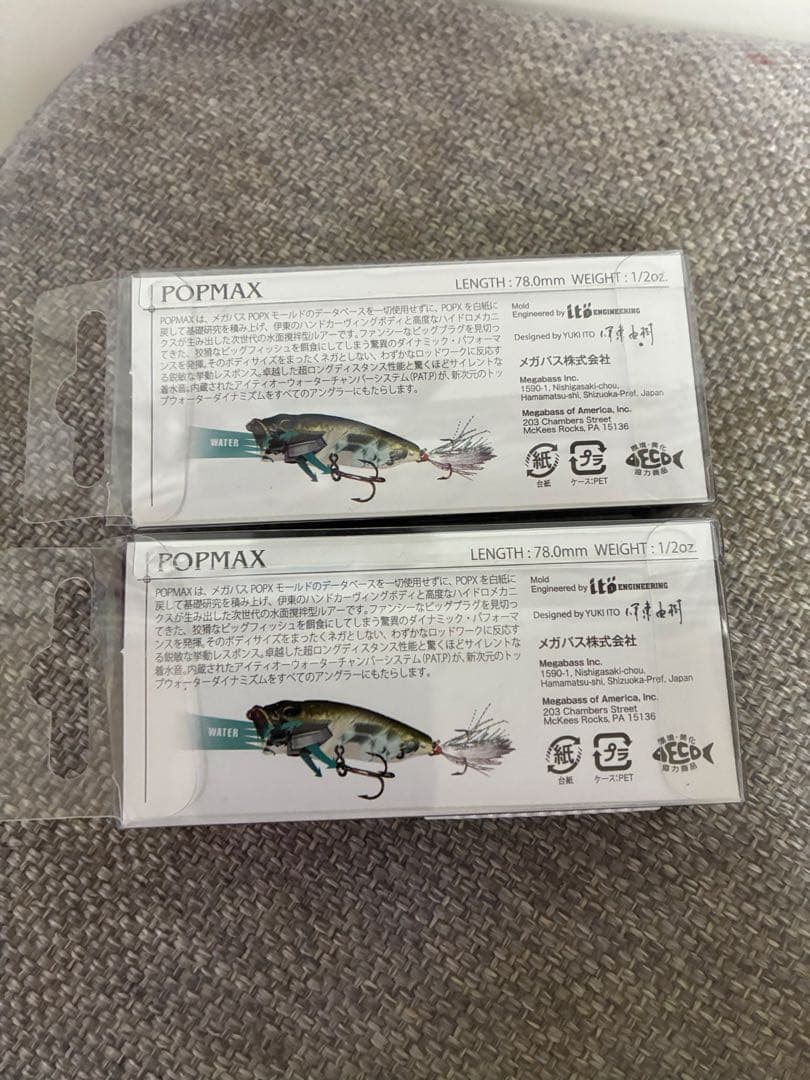 POPMAX
LENGTH : 78.0mm WEIGHT : 1/2oz.
POPMAX は、メガバス POPX モールドのデータベースを一切使用せずに、POPX を白紙に
戻して基礎研究を積み上げ、伊東のハンドカーヴィングボディと高度なハイドロメカニ
クスが生み出した次世代の水面撹拌型ルアーです。ファンシーなビッグプラグを見切っ
てきた、狡猾なビッグフィッシュを餌食にしてしまう驚異のダイナミック・パフォーマ
ンスを発揮。そのボディサイズをまったくネガとしない、わずかなロッドワークに反応す
る鋭敏な挙動レスポンス。卓越した超ロングディスタンス性能と驚くほどサイレントな
着水音。内蔵されたアイティオーウォーターチャンバーシステム(PAT.P)が、新次元のトッ
プウォーターダイナミズムをすべてのアングラーにもたらします。
WATER
Mold
Engineered by itö ENGINEERING
Designed by YUKI ITO 伊東由樹
メガバス株式会社
Megabass Inc.
1590-1, Nishigasaki-chou,
Hamamatsu-shi, Shizuoka-Pref, Japan
Megabass of America, Inc.
203 Chambers Street
McKees Rocks, PA 15136
紙
台紙
プラ
ケース:PET
環境・美化
ECO
協力商品
POPMAX
LENGTH : 78.0mm WEIGHT : 1/2oz.
POPMAX は、メガバス POPX モールドのデータベースを一切使用せずに、POPX を白紙に
戻して基礎研究を積み上げ、伊東のハンドカーヴィングボディと高度なハイドロメカニ
クスが生み出した次世代の水面撹拌型ルアーです。ファンシーなビッグプラグを見切っ
てきた、狡猾なビッグフィッシュを餌食にしてしまう驚異のダイナミック・パフォーマ
ンスを発揮。そのボディサイズをまったくネガとしない、わずかなロッドワークに反応す
る鋭敏な挙動レスポンス。卓越した超ロングディスタンス性能と驚くほどサイレントな
着水音。内蔵されたアイティオーウォーターチャンバーシステム(PAT.P)が、新次元のトッ
プウォーターダイナミズムをすべてのアングラーにもたらします。
WATER
Mold
Engineered by itö ENGINEERING
Designed by YUKI ITO 伊東由樹
メガバス株式会社
Megabass Inc.
1590-1, Nishigasaki-chou,
Hamamatsu-shi, Shizuoka-Pref, Japan
Megabass of America, Inc.
203 Chambers Street
McKees Rocks, PA 15136
紙
台紙
プラ
ケース:PET
環境・美化
ECO
協力商品